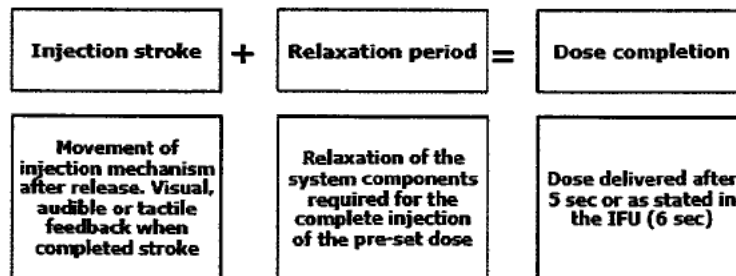 Injection stroke + Relaxation period = Dose completion
Movement of
injection mechanism
after release. Visual,
audible or tactile
feedback when
completed stroke
Relaxation of the
system components
required for the
complete injection
of the pre-set dose
Dose delivered after
5 sec or as stated in
the IFU (6 sec)